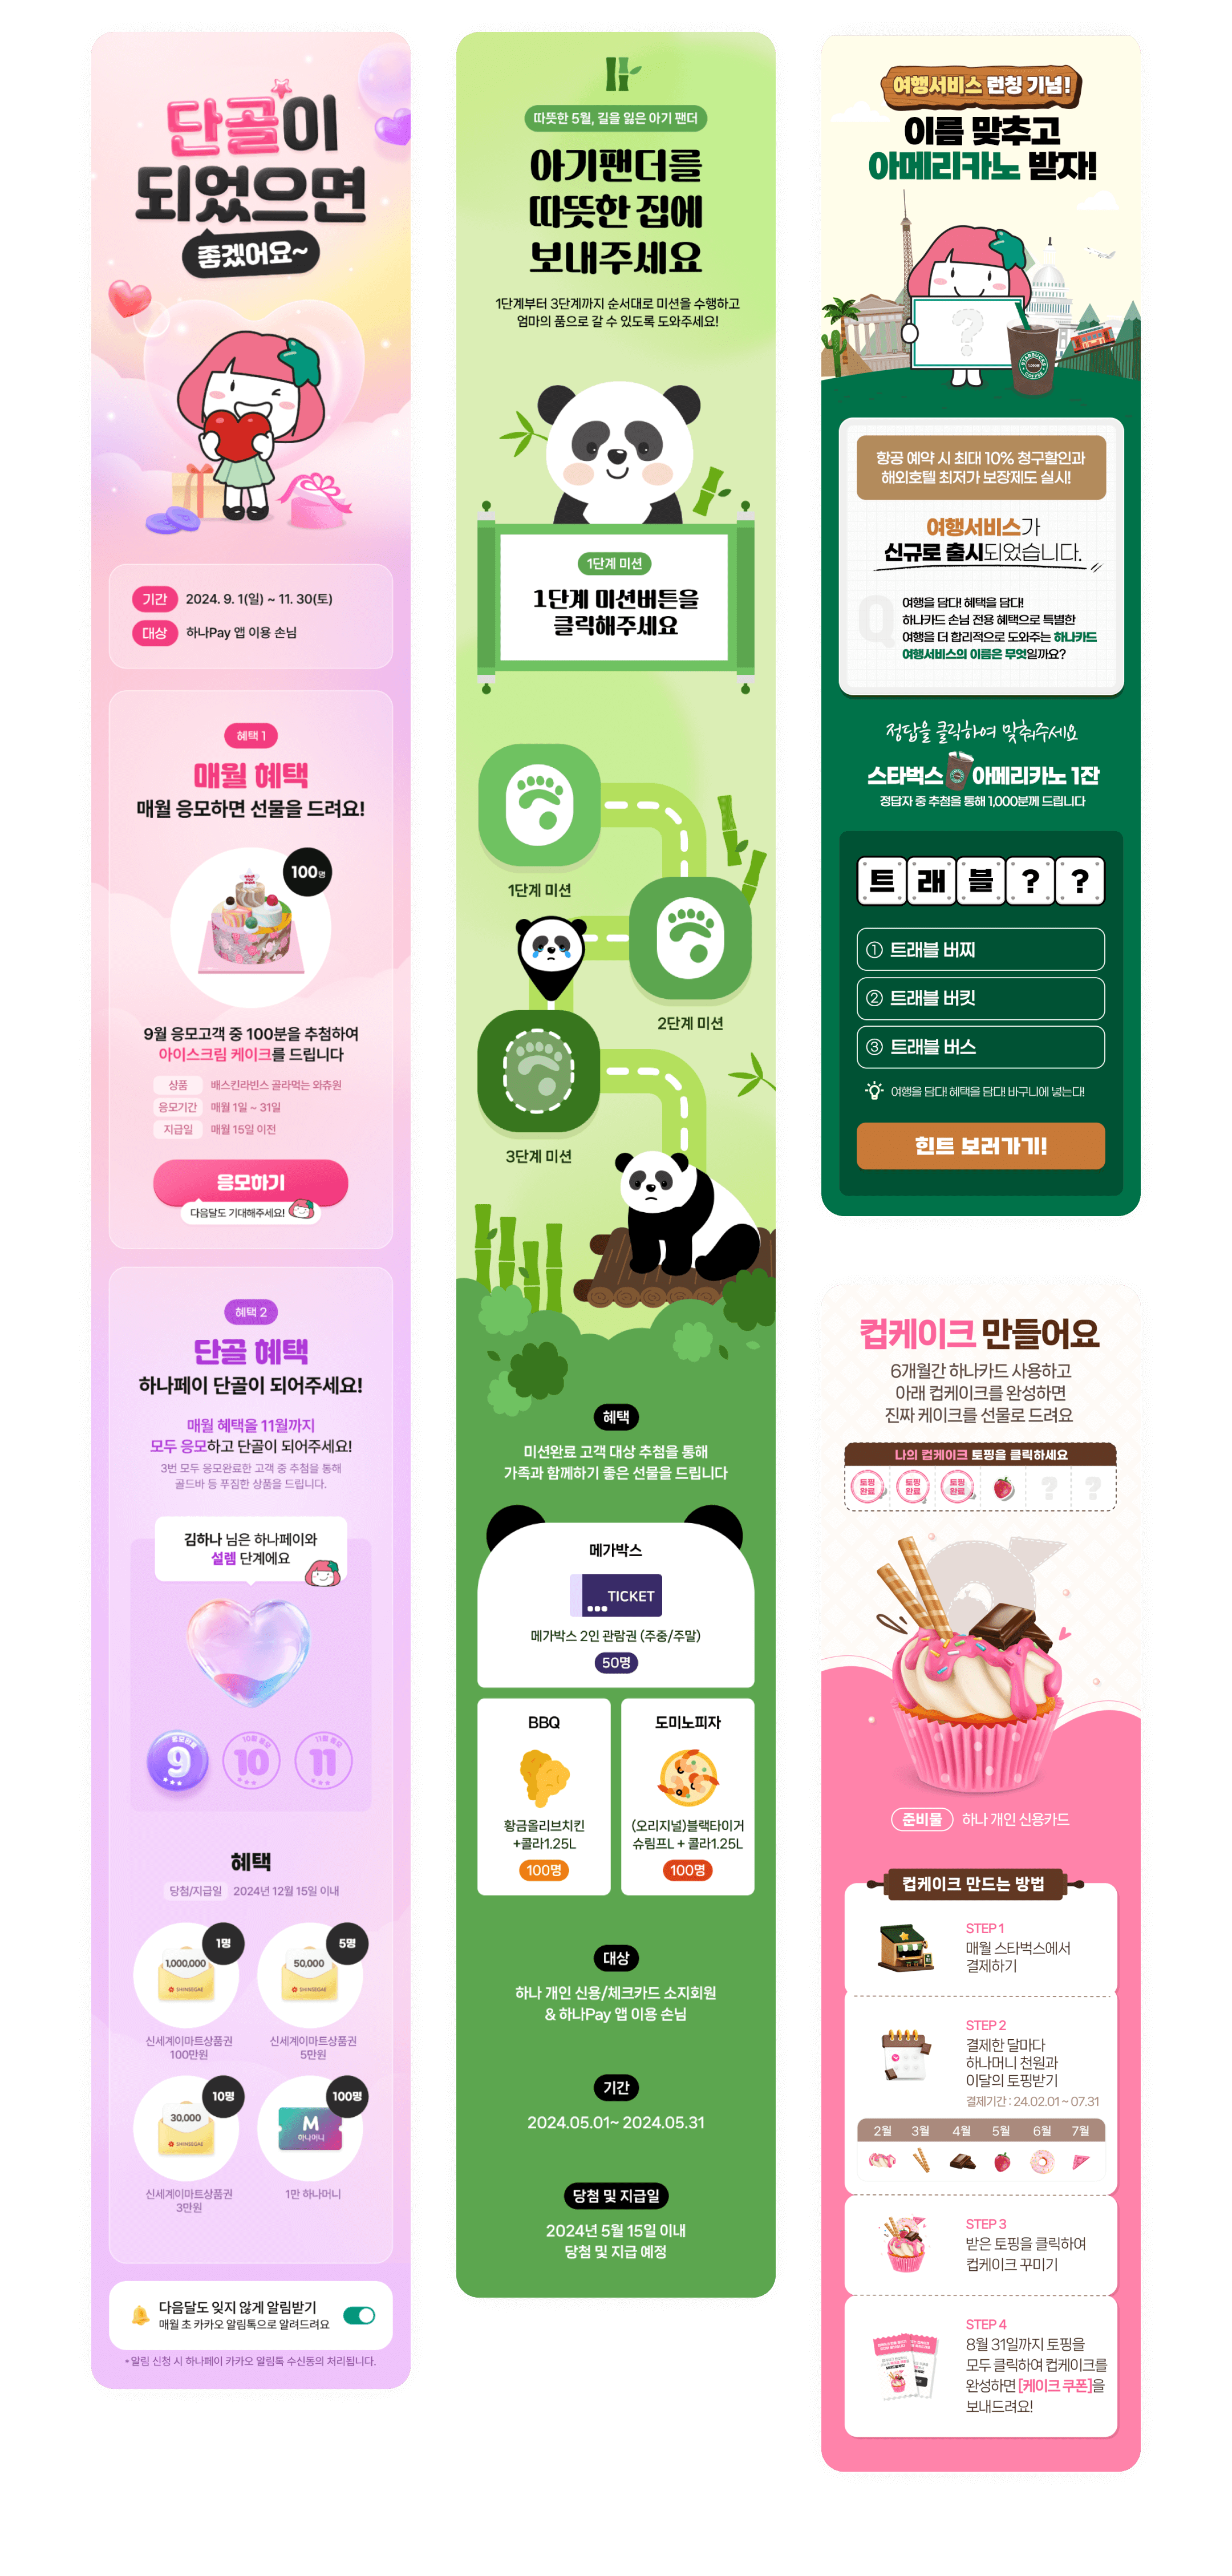 단골이
되었으면
좋겠어요~
기간 2024. 9. 1(일) ~ 11. 30(토)
대상 하나Pay 앱 이용 손님
혜택 1
매월 혜택
매월 응모하면 선물을 드려요!
100명
9월 응모고객 중 100분을 추첨하여
아이스크림 케이크를 드립니다
상품 배스킨라빈스 골라먹는 와츄원
응모기간 매월 1일 ~ 31일
지급일 매월 15일 이전
응모하기
다음달도 기대해주세요!
혜택 2
단골 혜택
하나페이 단골이 되어주세요!
매월 혜택을 11월까지
모두 응모하고 단골이 되어주세요!
3번 모두 응모완료한 고객 중 추첨을 통해
골드바 등 푸짐한 상품을 드립니다.
김하나 님은 하나페이와
설렘 단계에요
9
10
11
혜택
당첨/지급일 2024년 12월 15일 이내
1명
1,000,000
SHINSEGAE
신세계이마트상품권
100만원
5명
50,000
SHINSEGAE
신세계이마트상품권
5만원
10명
30,000
SHINSEGAE
신세계이마트상품권
3만원
100명
M
하나머니
1만 하나머니
다음달도 잊지 않게 알림받기
매월 초 카카오 알림톡으로 알려드려요
*알림 신청 시 하나페이 카카오 알림톡 수신동의 처리됩니다.
따뜻한 5월, 길을 잃은 아기 팬더
아기팬더를
따뜻한 집에
보내주세요
1단계부터 3단계까지 순서대로 미션을 수행하고
엄마의 품으로 갈 수 있도록 도와주세요!
1단계 미션
1단계 미션버튼을
클릭해주세요
1단계 미션
2단계 미션
3단계 미션
혜택
미션완료 고객 대상 추첨을 통해
가족과 함께하기 좋은 선물을 드립니다
메가박스
TICKET
메가박스 2인 관람권 (주중/주말)
50명
BBQ
황금올리브치킨
+콜라1.25L
100명
도미노피자
(오리지널)블랙타이거
슈림프L + 콜라1.25L
100명
대상
하나 개인 신용/체크카드 소지회원
& 하나Pay 앱 이용 손님
기간
2024.05.01~ 2024.05.31
당첨 및 지급일
2024년 5월 15일 이내
당첨 및 지급 예정
여행서비스 런칭 기념!
이름 맞추고
아메리카노 받자!
?
항공 예약 시 최대 10% 청구할인과
해외호텔 최저가 보장제도 실시!
여행서비스가
신규로 출시되었습니다.
Q
여행을 담다! 혜택을 담다!
하나카드 손님 전용 혜택으로 특별한
여행을 더 합리적으로 도와주는 하나카드
여행서비스의 이름은 무엇일까요?
정답을 클릭하여 맞춰주세요
스타벅스 아메리카노 1잔
정답자 중 추첨을 통해 1,000분께 드립니다
트 래 블 ? ?
① 트래블 버찌
② 트래블 버킷
③ 트래블 버스
여행을 담다! 혜택을 담다! 바구니에 넣는다!
힌트 보러가기!
컵케이크 만들어요
6개월간 하나카드 사용하고
아래 컵케이크를 완성하면
진짜 케이크를 선물로 드려요
나의 컵케이크 토핑을 클릭하세요
토핑 완료
토핑 완료
토핑 완료
? ?
준비물 하나 개인 신용카드
컵케이크 만드는 방법
STEP 1
매월 스타벅스에서
결제하기
STEP 2
결제한 달마다
하나머니 천원과
이달의 토핑받기
결제기간 : 24.02.01 ~ 07.31
2월 3월 4월 5월 6월 7월
STEP 3
받은 토핑을 클릭하여
컵케이크 꾸미기
STEP 4
8월 31일까지 토핑을
모두 클릭하여 컵케이크를
완성하면 [케이크 쿠폰]을
보내드려요!